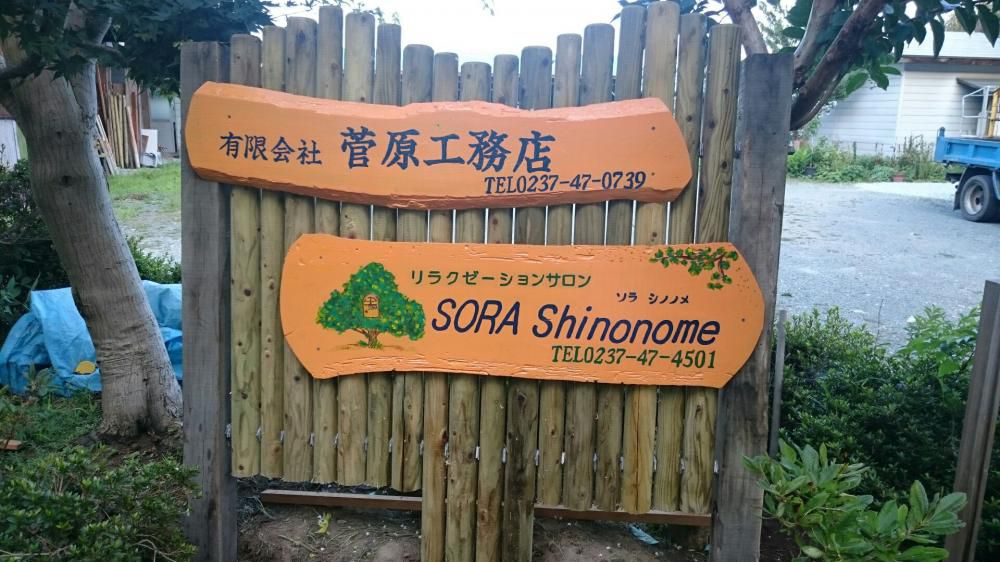 有限会社 菅原工務店
TEL0237-47-0739
リラクゼーションサロン
ソラ シノノメ
SORA Shinonome
TEL0237-47-4501